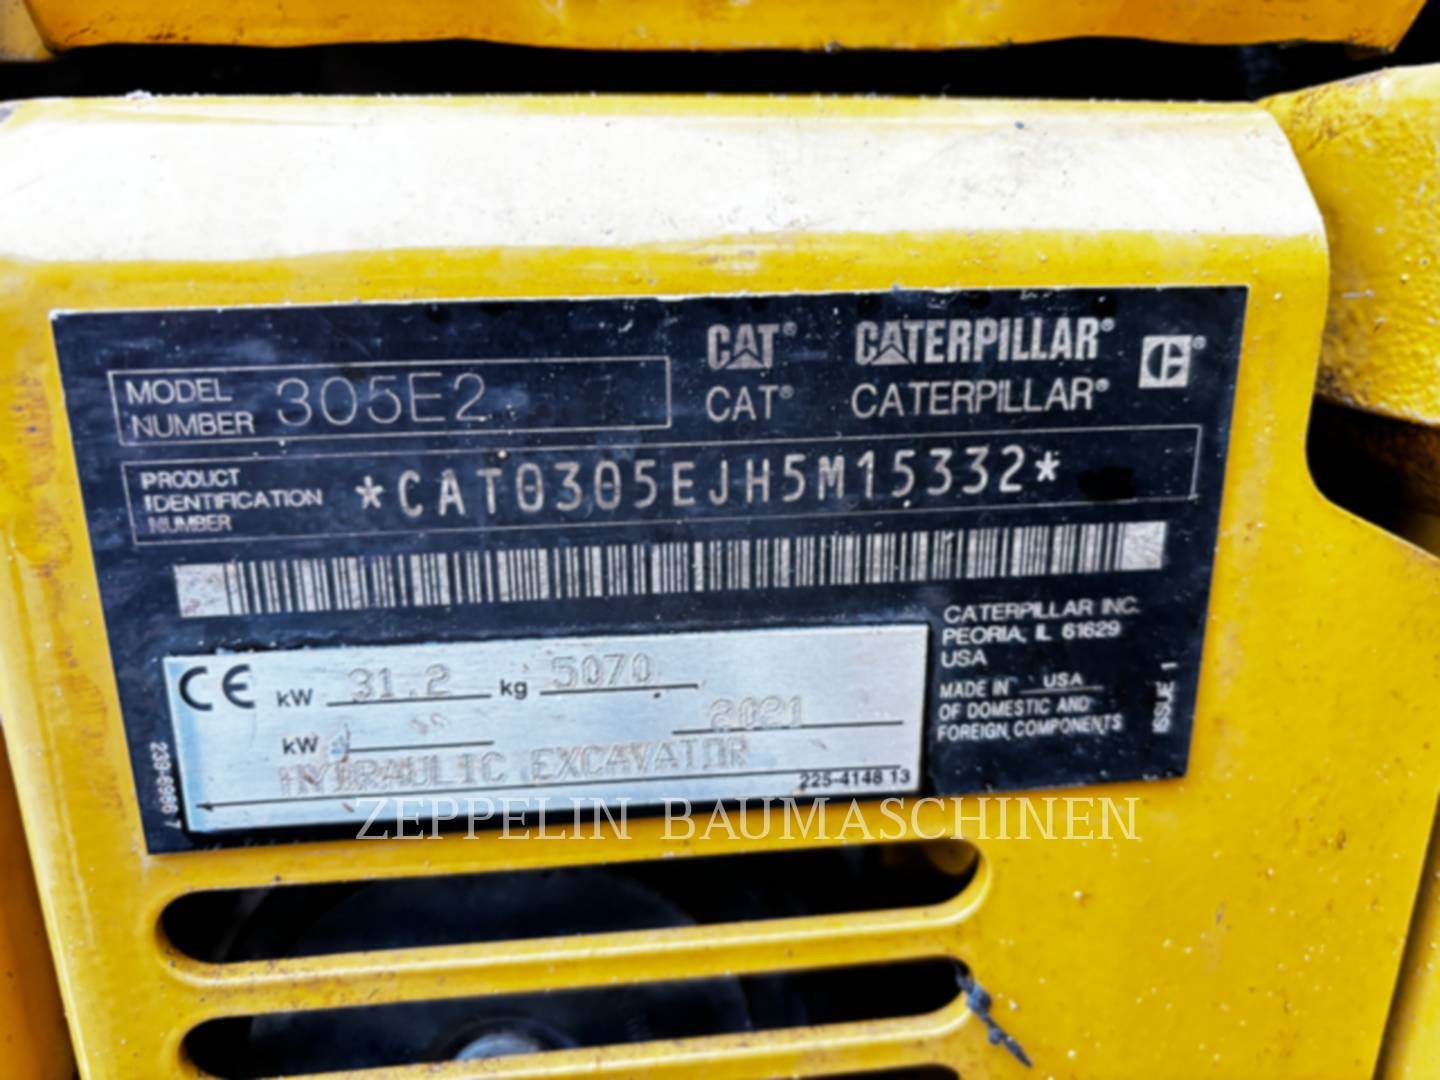 CAT® CATERPILLAR®
CAT® CATERPILLAR®
MODEL NUMBER 305E2
PRODUCT IDENTIFICATION NUMBER *CAT0305EJH5M15332*
CATERPILLAR INC.
PEORIA, IL 61629
USA
MADE IN USA
OF DOMESTIC AND
FOREIGN COMPONENTS
ISSUE 1
CE kW 31.2 kg 5070
kW 2021
HYDRAULIC EXCAVATOR
225-4148 13
ZEPPELIN BAUMASCHINEN